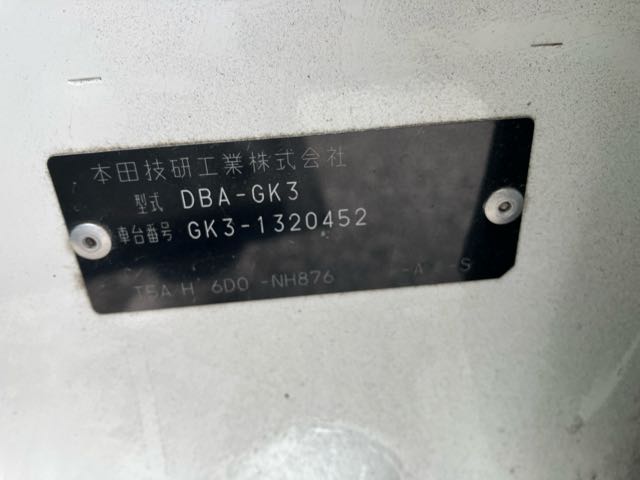 本田技研工業株式会社
型式 DBA-GK3
車台番号 GK3-1320452
T5A H 6D0 -NH876 -A -S